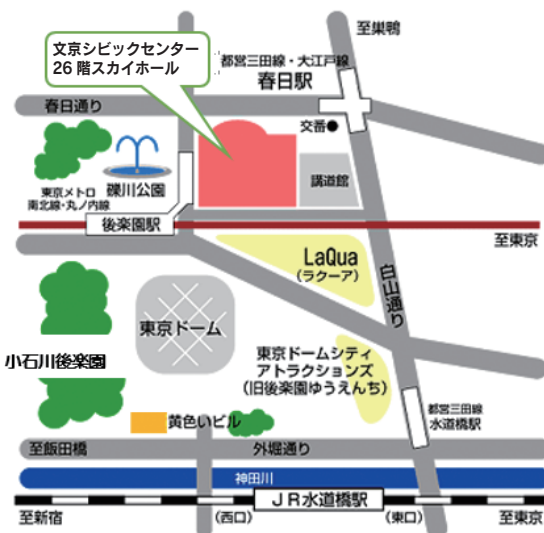 至巣鴨
文京シビックセンター
26階スカイホール
都営三田線・大江戸線
春日駅
春日通り
交番
東京メトロ
南北線・丸ノ内線
礫川公園
講道館
後楽園駅
至東京
LaQua
(ラクーア)
白山通り
東京ドーム
小石川後楽園
東京ドームシティ
アトラクションズ
(旧後楽園ゆうえんち)
黄色いビル
都営三田線
水道橋駅
至飯田橋
外堀通り
神田川
JR水道橋駅
至新宿
(西口)
(東口)
至東京